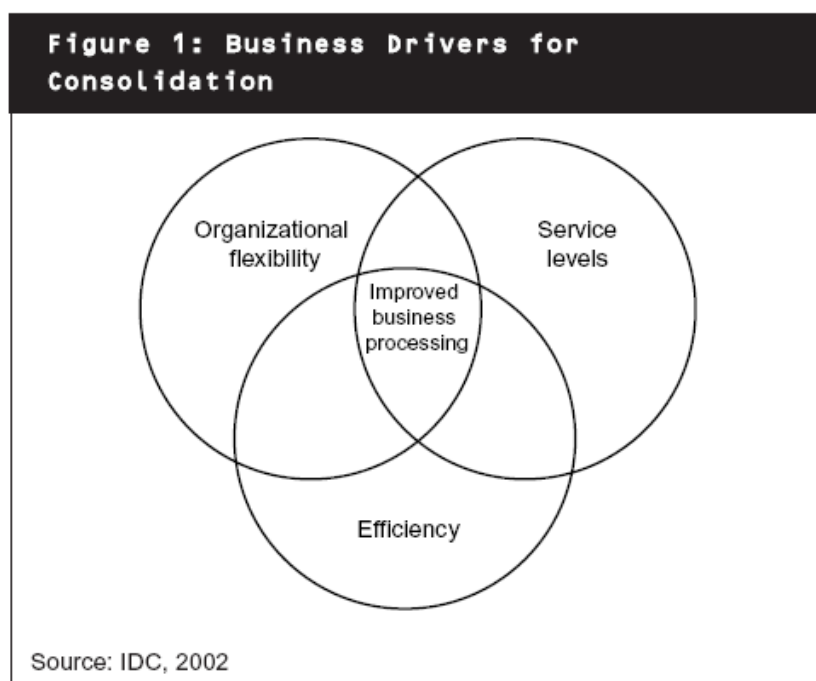 Figure 1: Business Drivers for
Consolidation
Organizational
flexibility
Service
levels
Improved
business
processing
Efficiency
Source: IDC, 2002